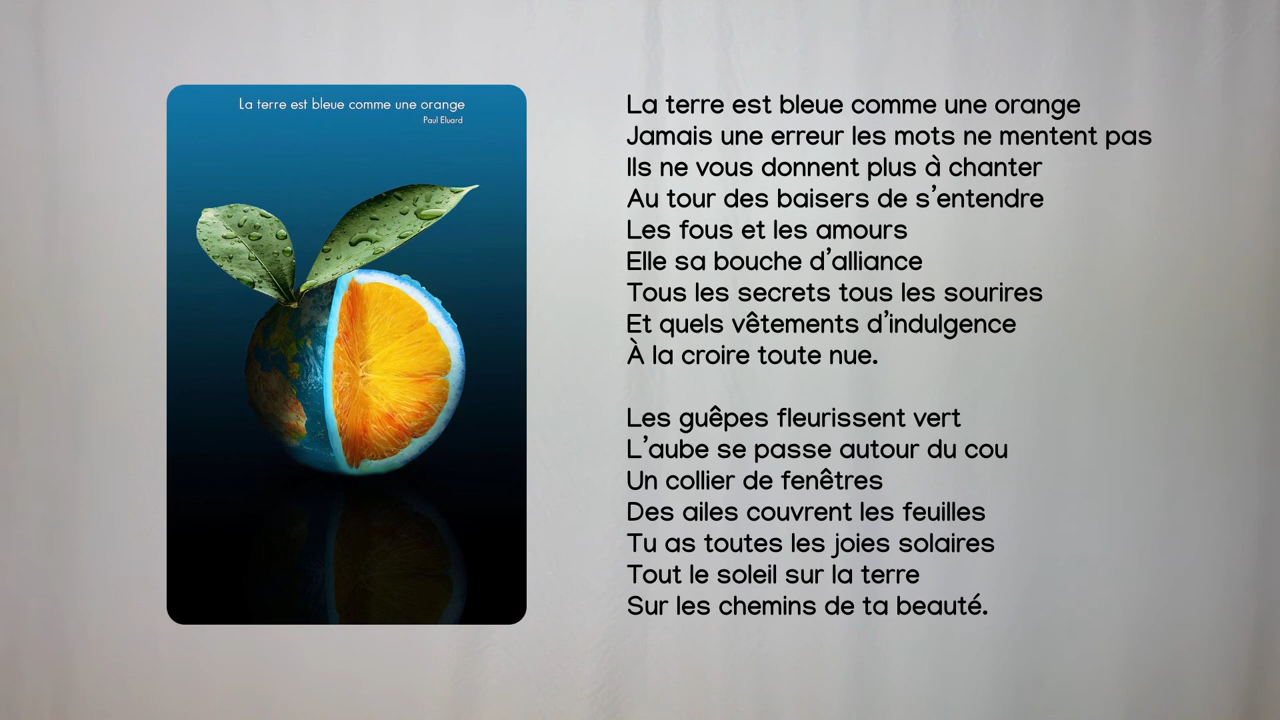 La terre est bleue comme une orange
Paul Eluard
La terre est bleue comme une orange
Jamais une erreur les mots ne mentent pas
Ils ne vous donnent plus à chanter
Au tour des baisers de s’entendre
Les fous et les amours
Elle sa bouche d’alliance
Tous les secrets tous les sourires
Et quels vêtements d’indulgence
À la croire toute nue.
Les guêpes fleurissent vert
L’aube se passe autour du cou
Un collier de fenêtres
Des ailes couvrent les feuilles
Tu as toutes les joies solaires
Tout le soleil sur la terre
Sur les chemins de ta beauté.